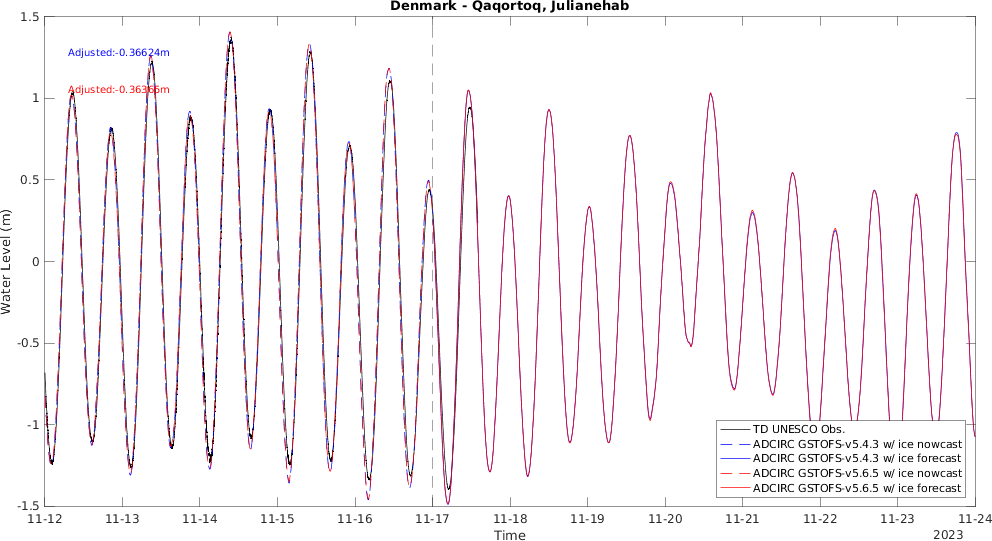 Denmark - Qaqortoq, Julianehab
Adjusted:-0.36624m
Adjusted:-0.36366m
1.5
1
0.5
0
-0.5
-1
-1.5
Water Level (m)
TD UNESCO Obs.
ADCIRC GSTOFS-v5.4.3 w/ ice nowcast
ADCIRC GSTOFS-v5.4.3 w/ ice forecast
ADCIRC GSTOFS-v5.6.5 w/ ice nowcast
ADCIRC GSTOFS-v5.6.5 w/ ice forecast
11-12 11-13 11-14 11-15 11-16 11-17 11-18 11-19 11-20 11-21 11-22 11-23 11-24
Time
2023